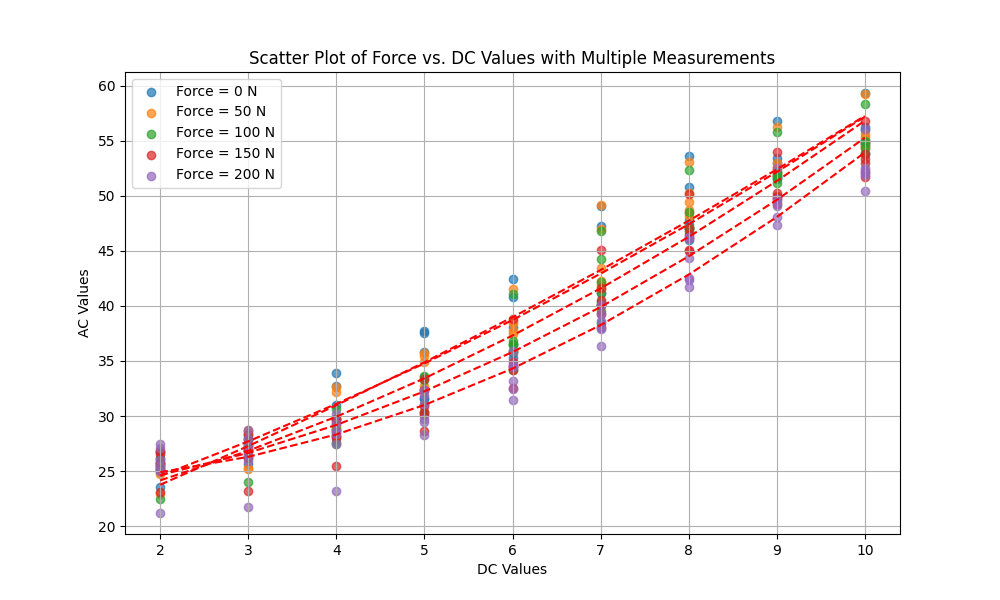 Scatter Plot of Force vs. DC Values with Multiple Measurements
Force = 0 N
Force = 50 N
Force = 100 N
Force = 150 N
Force = 200 N
AC Values
60
55
50
45
40
35
30
25
20
2 3 4 5 6 7 8 9 10
DC Values